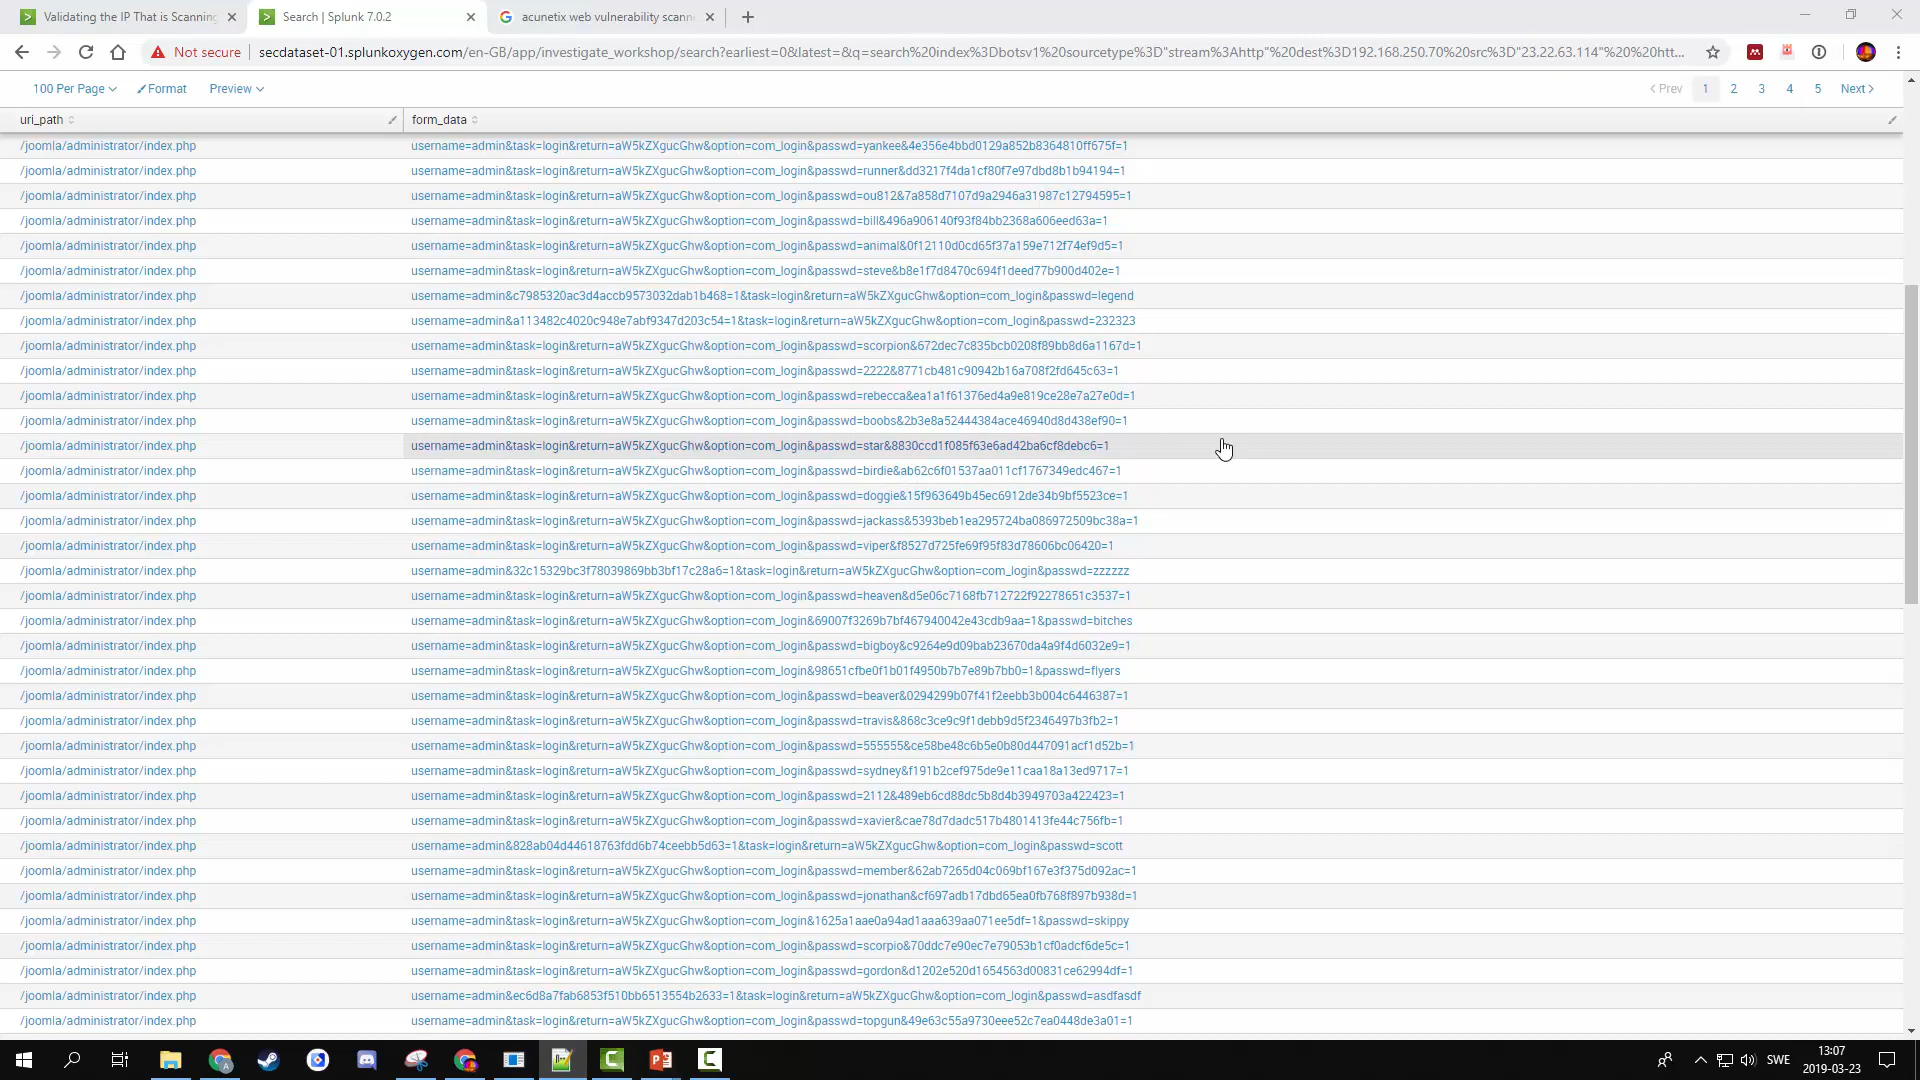 Validating the IP That is Scanning
Search | Splunk 7.0.2
acunetix web vulnerability scann
Not secure
secdataset-01.splunkoxygen.com/en-GB/app/investigate_workshop/search?earliest=0&latest=&q=search%20index%3Dbotsv1%20sourcetype%3D"stream%3Ahttp"%20dest%3D192.168.250.70%20src%3D"23.22.63.114"%20%20htt...
100 Per Page
Format
Preview
< Prev 1 2 3 4 5 Next >
uri_path form_data
/joomla/administrator/index.php username=admin&task=login&return=aW5kZXgucGhw&option=com_login&passwd=yankee&4e356e4bbd0129a852b8364810ff675f=1
/joomla/administrator/index.php username=admin&task=login&return=aW5kZXgucGhw&option=com_login&passwd=runner&dd3217f4da1cf80f7e97dbd8b1b94194=1
/joomla/administrator/index.php username=admin&task=login&return=aW5kZXgucGhw&option=com_login&passwd=ou812&7a858d7107d9a2946a31987c12794595=1
/joomla/administrator/index.php username=admin&task=login&return=aW5kZXgucGhw&option=com_login&passwd=bill&496a906140f93f84bb2368a606eed63a=1
/joomla/administrator/index.php username=admin&task=login&return=aW5kZXgucGhw&option=com_login&passwd=animal&0f12110d0cd65f37a159e712f74ef9d5=1
/joomla/administrator/index.php username=admin&task=login&return=aW5kZXgucGhw&option=com_login&passwd=steve&b8e1f7d8470c694f1deed77b900d402e=1
/joomla/administrator/index.php username=admin&c7985320ac3d4accb9573032dab1b468=1&task=login&return=aW5kZXgucGhw&option=com_login&passwd=legend
/joomla/administrator/index.php username=admin&a113482c4020c948e7abf9347d203c54=1&task=login&return=aW5kZXgucGhw&option=com_login&passwd=232323
/joomla/administrator/index.php username=admin&task=login&return=aW5kZXgucGhw&option=com_login&passwd=scorpion&672dec7c835bcb0208f89bb8d6a1167d=1
/joomla/administrator/index.php username=admin&task=login&return=aW5kZXgucGhw&option=com_login&passwd=2222&8771cb481c90942b16a708f2fd645c63=1
/joomla/administrator/index.php username=admin&task=login&return=aW5kZXgucGhw&option=com_login&passwd=rebecca&ea1a1f61376ed4a9e819ce28e7a27e0d=1
/joomla/administrator/index.php username=admin&task=login&return=aW5kZXgucGhw&option=com_login&passwd=boobs&2b3e8a52444384ace46940d8d438ef90=1
/joomla/administrator/index.php username=admin&task=login&return=aW5kZXgucGhw&option=com_login&passwd=star&8830ccd1f085f63e6ad42ba6cf8debc6=1
/joomla/administrator/index.php username=admin&task=login&return=aW5kZXgucGhw&option=com_login&passwd=birdie&ab62c6f01537aa011cf1767349edc467=1
/joomla/administrator/index.php username=admin&task=login&return=aW5kZXgucGhw&option=com_login&passwd=doggie&15f963649b45ec6912de34b9bf5523ce=1
/joomla/administrator/index.php username=admin&task=login&return=aW5kZXgucGhw&option=com_login&passwd=jackass&5393beb1ea295724ba086972509bc38a=1
/joomla/administrator/index.php username=admin&task=login&return=aW5kZXgucGhw&option=com_login&passwd=viper&f8527d725fe69f95f83d78606bc06420=1
/joomla/administrator/index.php username=admin&32c15329bc3f78039869bb3bf17c28a6=1&task=login&return=aW5kZXgucGhw&option=com_login&passwd=zzzzzz
/joomla/administrator/index.php username=admin&task=login&return=aW5kZXgucGhw&option=com_login&passwd=heaven&d5e06c7168fb712722f92278651c3537=1
/joomla/administrator/index.php username=admin&task=login&return=aW5kZXgucGhw&option=com_login&69007f3269b7bf467940042e43cdb9aa=1&passwd=bitches
/joomla/administrator/index.php username=admin&task=login&return=aW5kZXgucGhw&option=com_login&passwd=bigboy&c9264e9d09bab23670da4a9f4d6032e9=1
/joomla/administrator/index.php username=admin&task=login&return=aW5kZXgucGhw&option=com_login&98651cfbe0f1b01f4950b7b7e89b7bb0=1&passwd=flyers
/joomla/administrator/index.php username=admin&task=login&return=aW5kZXgucGhw&option=com_login&passwd=beaver&0294299b07f41f2eebb3b004c6446387=1
/joomla/administrator/index.php username=admin&task=login&return=aW5kZXgucGhw&option=com_login&passwd=travis&868c3ce9c9f1debb9d5f2346497b3fb2=1
/joomla/administrator/index.php username=admin&task=login&return=aW5kZXgucGhw&option=com_login&passwd=555555&ce58be48c6b5e0b80d447091acf1d52b=1
/joomla/administrator/index.php username=admin&task=login&return=aW5kZXgucGhw&option=com_login&passwd=sydney&f191b2cef975de9e11caa18a13ed9717=1
/joomla/administrator/index.php username=admin&task=login&return=aW5kZXgucGhw&option=com_login&passwd=2112&489eb6cd88dc5b8d4b3949703a422423=1
/joomla/administrator/index.php username=admin&task=login&return=aW5kZXgucGhw&option=com_login&passwd=xavier&cae78d7dadc517b4801413fe44c756fb=1
/joomla/administrator/index.php username=admin&828ab04d44618763fdd6b74ceebb5d63=1&task=login&return=aW5kZXgucGhw&option=com_login&passwd=scott
/joomla/administrator/index.php username=admin&task=login&return=aW5kZXgucGhw&option=com_login&passwd=member&62ab7265d04c069bf167e3f375d092ac=1
/joomla/administrator/index.php username=admin&task=login&return=aW5kZXgucGhw&option=com_login&passwd=jonathan&cf697adb17dbd65ea0fb768f897b938d=1
/joomla/administrator/index.php username=admin&task=login&return=aW5kZXgucGhw&option=com_login&1625a1aae0a94ad1aaa639aa071ee5df=1&passwd=skippy
/joomla/administrator/index.php username=admin&task=login&return=aW5kZXgucGhw&option=com_login&passwd=scorpio&70ddc7e90ec7e79053b1cf0adcf6de5c=1
/joomla/administrator/index.php username=admin&task=login&return=aW5kZXgucGhw&option=com_login&passwd=gordon&d1202e520d1654563d00831ce62994df=1
/joomla/administrator/index.php username=admin&ec6d8a7fab6853f510bb6513554b2633=1&task=login&return=aW5kZXgucGhw&option=com_login&passwd=asdfasdf
/joomla/administrator/index.php username=admin&task=login&return=aW5kZXgucGhw&option=com_login&passwd=topgun&49e63c55a9730eee52c7ea0448de3a01=1
SWE
13:07
2019-03-23